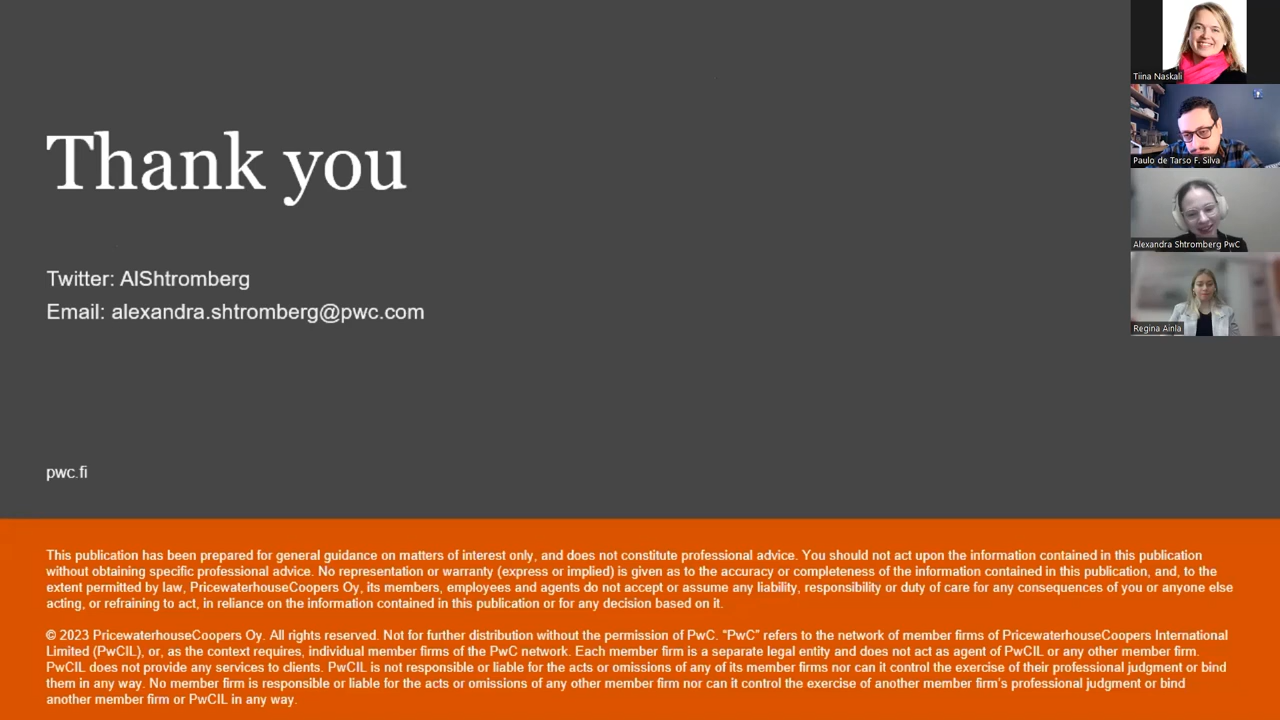 Thank you
Twitter: AlShtromberg
Email: alexandra.shtromberg@pwc.com
pwc.fi
This publication has been prepared for general guidance on matters of interest only, and does not constitute professional advice. You should not act upon the information contained in this publication
without obtaining specific professional advice. No representation or warranty (express or implied) is given as to the accuracy or completeness of the information contained in this publication, and, to the
extent permitted by law, PricewaterhouseCoopers Oy, its members, employees and agents do not accept or assume any liability, responsibility or duty of care for any consequences of you or anyone else
acting, or refraining to act, in reliance on the information contained in this publication or for any decision based on it.
© 2023 PricewaterhouseCoopers Oy. All rights reserved. Not for further distribution without the permission of PwC. “PwC” refers to the network of member firms of PricewaterhouseCoopers International
Limited (PwCIL), or, as the context requires, individual member firms of the PwC network. Each member firm is a separate legal entity and does not act as agent of PwCIL or any other member firm.
PwCIL does not provide any services to clients. PwCIL is not responsible or liable for the acts or omissions of any of its member firms nor can it control the exercise of their professional judgment or bind
them in any way. No member firm is responsible or liable for the acts or omissions of any other member firm nor can it control the exercise of another member firm’s professional judgment or bind
another member firm or PwCIL in any way.
Tiina Naskali
Paulo de Tarso F. Silva
Alexandra Shtromberg PwC
Regina Ainla